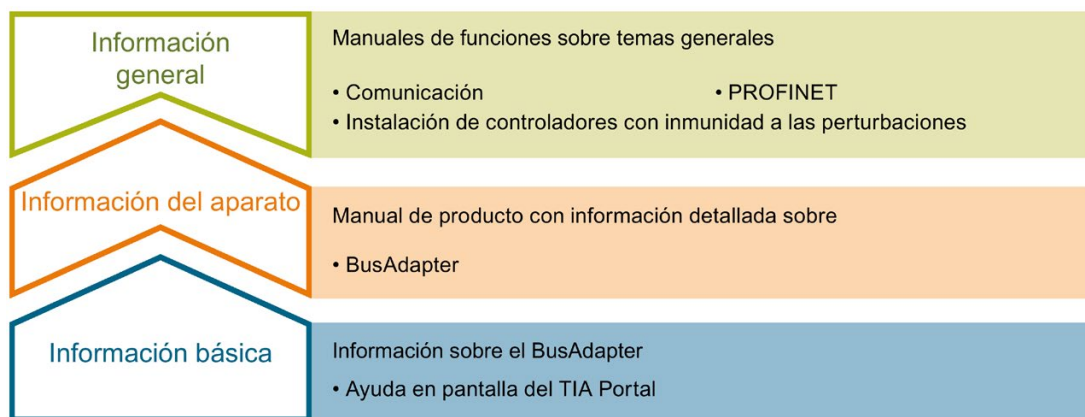 Información
general
Manuales de funciones sobre temas generales
• Comunicación • PROFINET
• Instalación de controladores con inmunidad a las perturbaciones
Información del aparato
Manual de producto con información detallada sobre
• BusAdapter
Información básica
Información sobre el BusAdapter
• Ayuda en pantalla del TIA Portal